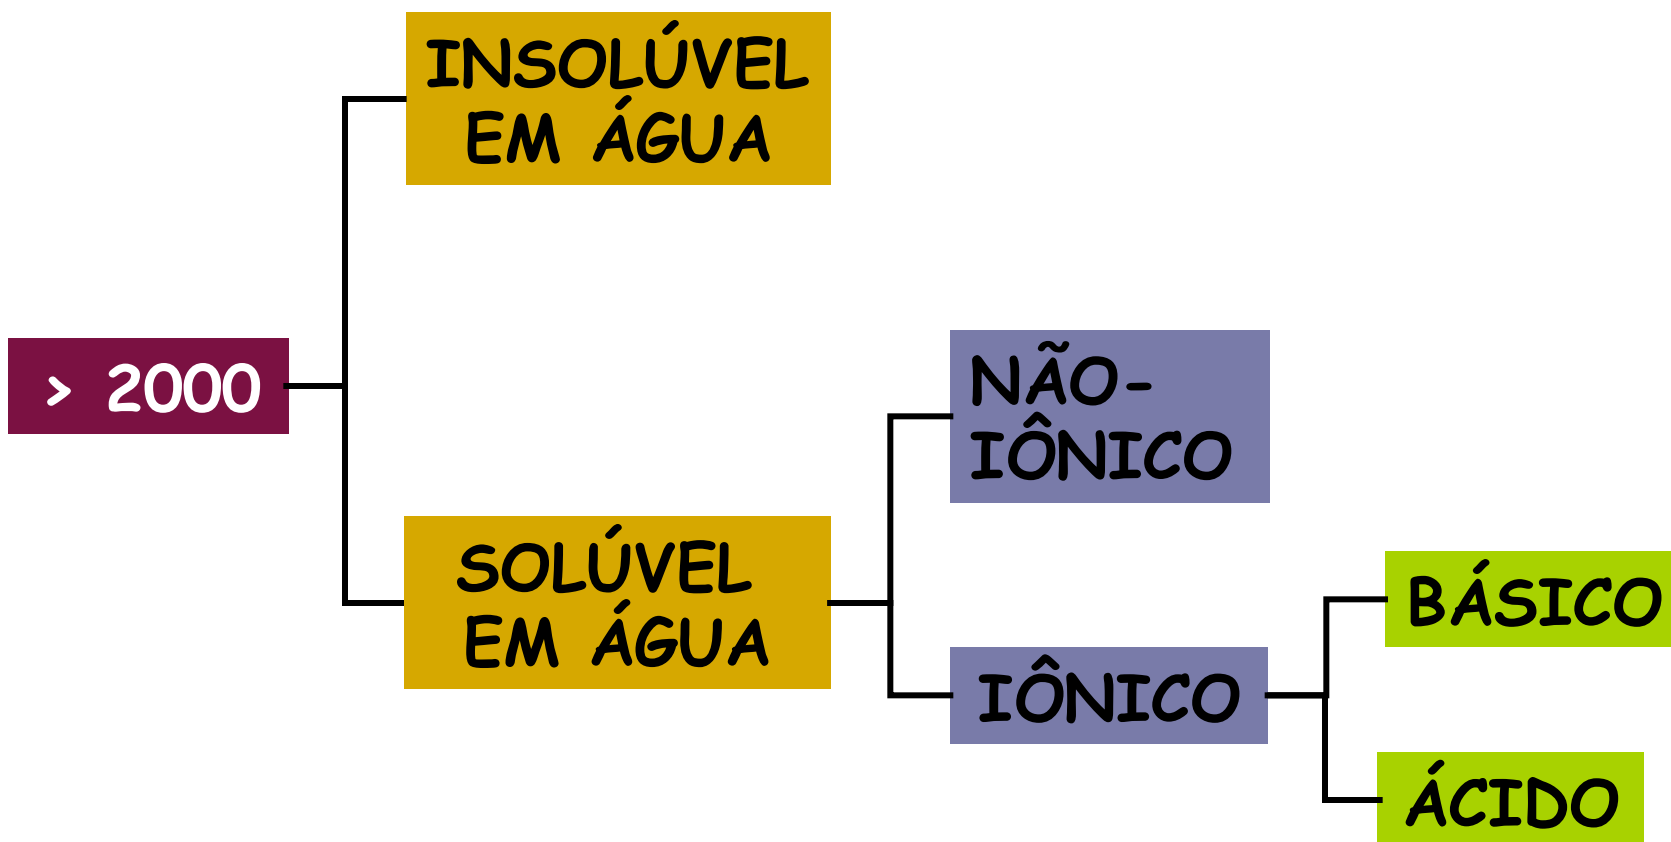 INSOLÚVEL
EM ÁGUA
> 2000
NÃO-
IÔNICO
SOLÚVEL
EM ÁGUA
BÁSICO
IÔNICO
ÁCIDO